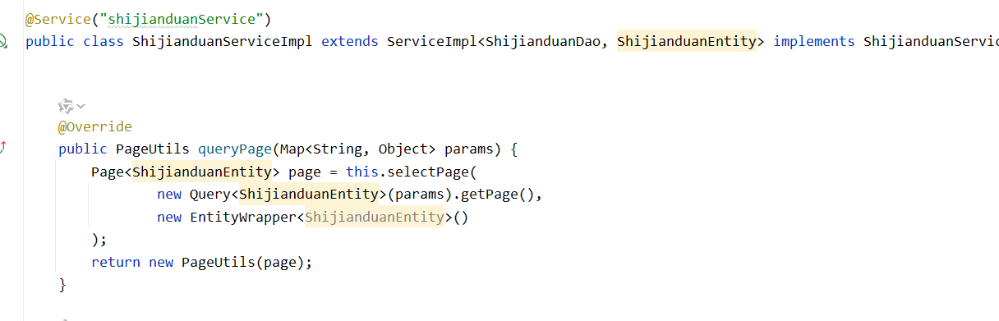 @Service("shijianduanService")
public class ShijianduanServiceImpl extends ServiceImpl<ShijianduanDao, ShijianduanEntity> implements
@Override
public PageUtils queryPage(Map<String, Object> params) {
Page<ShijianduanEntity> page = this.selectPage(
new Query<ShijianduanEntity>(params).getPage(),
new EntityWrapper<ShijianduanEntity>()
);
return new PageUtils(page);
}